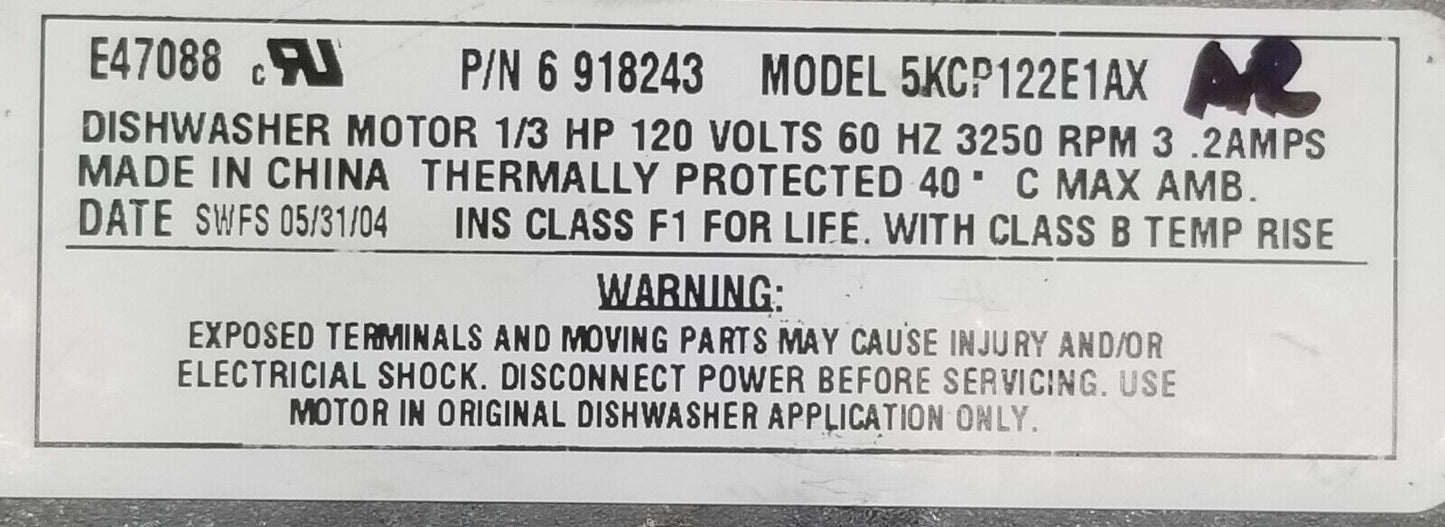 E47088 cRU P/N 6 918243 MODEL 5KCP122E1AX AR
DISHWASHER MOTOR 1/3 HP 120 VOLTS 60 HZ 3250 RPM 3 .2AMPS
MADE IN CHINA THERMALLY PROTECTED 40° C MAX AMB.
DATE SWFS 05/31/04 INS CLASS F1 FOR LIFE. WITH CLASS B TEMP RISE
WARNING:
EXPOSED TERMINALS AND MOVING PARTS MAY CAUSE INJURY AND/OR
ELECTRICIAL SHOCK. DISCONNECT POWER BEFORE SERVICING. USE
MOTOR IN ORIGINAL DISHWASHER APPLICATION ONLY.